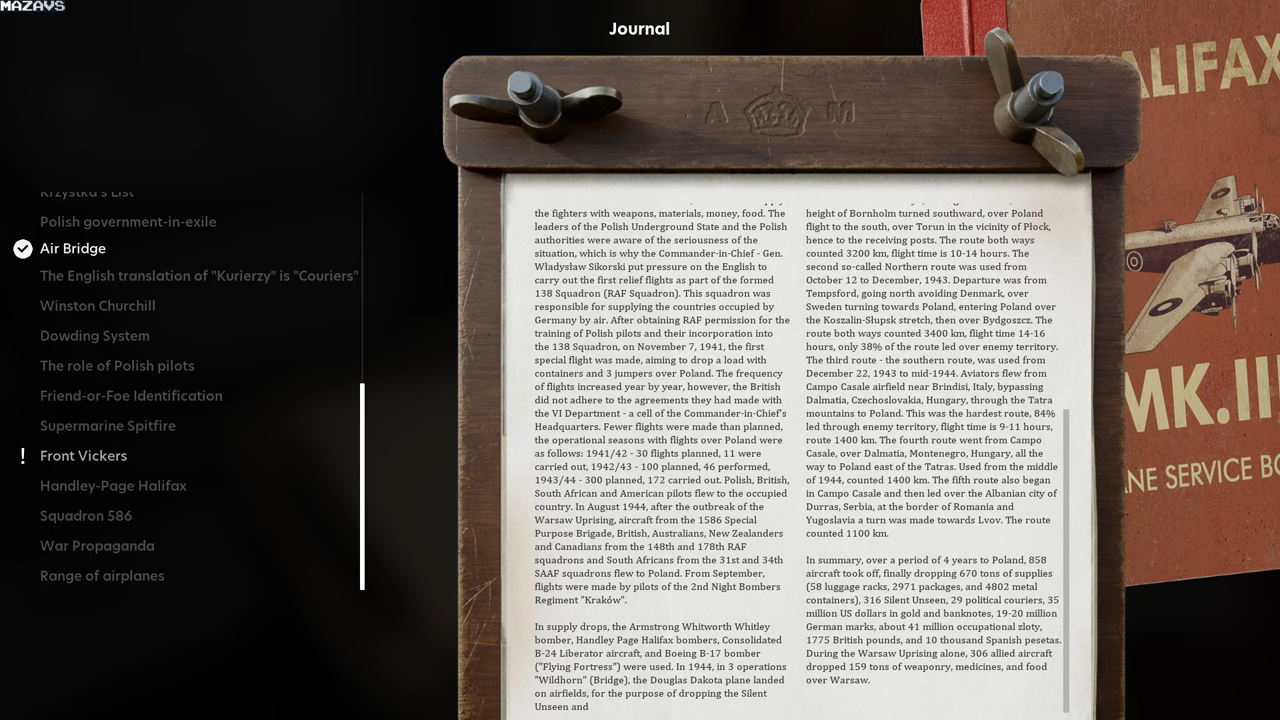 MAZAVS
Journal
A M
ALIFAX
MK.II
NE SERVICE BO
Krzystka's List
Polish government-in-exile
Air Bridge
The English translation of "Kurierzy" is "Couriers"
Winston Churchill
Dowding System
The role of Polish pilots
Friend-or-Foe Identification
Supermarine Spitfire
! Front Vickers
Handley-Page Halifax
Squadron 586
War Propaganda
Range of airplanes
the fighters with weapons, materials, money, food. The
leaders of the Polish Underground State and the Polish
authorities were aware of the seriousness of the
situation, which is why the Commander-in-Chief - Gen.
Władysław Sikorski put pressure on the English to
carry out the first relief flights as part of the formed
138 Squadron (RAF Squadron). This squadron was
responsible for supplying the countries occupied by
Germany by air. After obtaining RAF permission for the
training of Polish pilots and their incorporation into
the 138 Squadron, on November 7, 1941, the first
special flight was made, aiming to drop a load with
containers and 3 jumpers over Poland. The frequency
of flights increased year by year, however, the British
did not adhere to the agreements they had made with
the VI Department - a cell of the Commander-in-Chief's
Headquarters. Fewer flights were made than planned,
the operational seasons with flights over Poland were
as follows: 1941/42 - 30 flights planned, 11 were
carried out, 1942/43 - 100 planned, 46 performed,
1943/44 - 300 planned, 172 carried out. Polish, British,
South African and American pilots flew to the occupied
country. In August 1944, after the outbreak of the
Warsaw Uprising, aircraft from the 1586 Special
Purpose Brigade, British, Australians, New Zealanders
and Canadians from the 148th and 178th RAF
squadrons and South Africans from the 31st and 34th
SAAF squadrons flew to Poland. From September,
flights were made by pilots of the 2nd Night Bombers
Regiment "Kraków".
In supply drops, the Armstrong Whitworth Whitley
bomber, Handley Page Halifax bombers, Consolidated
B-24 Liberator aircraft, and Boeing B-17 bomber
("Flying Fortress") were used. In 1944, in 3 operations
"Wildhorn" (Bridge), the Douglas Dakota plane landed
on airfields, for the purpose of dropping the Silent
Unseen and
height of Bornholm turned southward, over Poland
flight to the south, over Torun in the vicinity of Płock,
hence to the receiving posts. The route both ways
counted 3200 km, flight time is 10-14 hours. The
second so-called Northern route was used from
October 12 to December, 1943. Departure was from
Tempsford, going north avoiding Denmark, over
Sweden turning towards Poland, entering Poland over
the Koszalin-Słupsk stretch, then over Bydgoszcz. The
route both ways counted 3400 km, flight time 14-16
hours, only 38% of the route led over enemy territory.
The third route - the southern route, was used from
December 22, 1943 to mid-1944. Aviators flew from
Campo Casale airfield near Brindisi, Italy, bypassing
Dalmatia, Czechoslovakia, Hungary, through the Tatra
mountains to Poland. This was the hardest route, 84%
led through enemy territory, flight time is 9-11 hours,
route 1400 km. The fourth route went from Campo
Casale, over Dalmatia, Montenegro, Hungary, all the
way to Poland east of the Tatras. Used from the middle
of 1944, counted 1400 km. The fifth route also began
in Campo Casale and then led over the Albanian city of
Durras, Serbia, at the border of Romania and
Yugoslavia a turn was made towards Lvov. The route
counted 1100 km.
In summary, over a period of 4 years to Poland, 858
aircraft took off, finally dropping 670 tons of supplies
(58 luggage racks, 2971 packages, and 4802 metal
containers), 316 Silent Unseen, 29 political couriers, 35
million US dollars in gold and banknotes, 19-20 million
German marks, about 41 million occupational zloty,
1775 British pounds, and 10 thousand Spanish pesetas.
During the Warsaw Uprising alone, 306 allied aircraft
dropped 159 tons of weaponry, medicines, and food
over Warsaw.